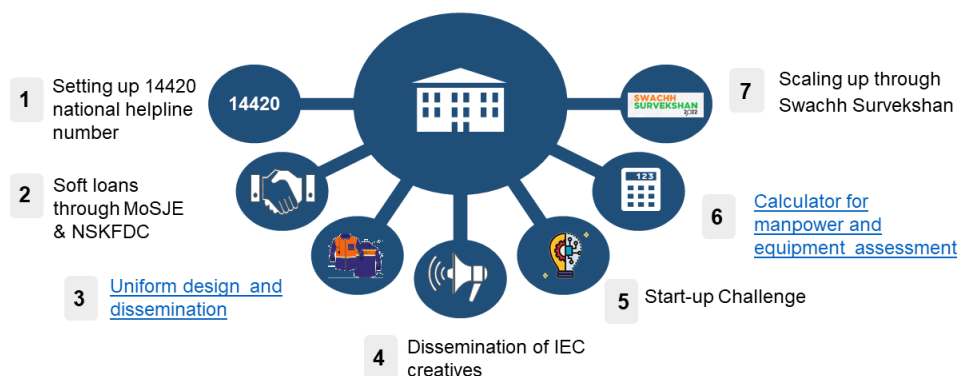 1
Setting up 14420
national helpline
number
14420
2
Soft loans
through MoSJE
& NSKFDC
3
Uniform design and
dissemination
4
Dissemination of IEC
creatives
5
Start-up Challenge
6
Calculator for
manpower and
equipment assessment
123
7
Scaling up through
Swachh Survekshan
SWACHH
SURVEKSHAN
2022